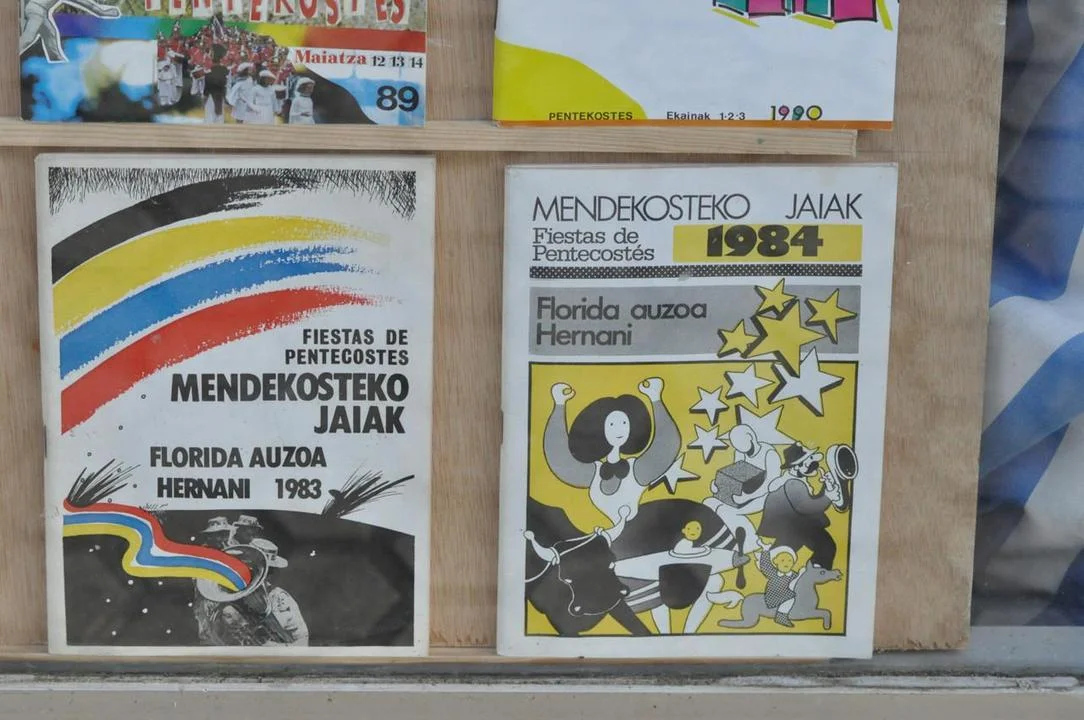 PENTEKOSTES
Maiatza 12 13 14
89
PENTEKOSTES Ekainak 1-2-3 1990
FIESTAS DE
PENTECOSTES
MENDEKOSTEKO
JAIAK
FLORIDA AUZOA
HERNANI 1983
MENDEKOSTEKO JAIAK
Fiestas de
Pentecostés
1984
Florida auzoa
Hernani